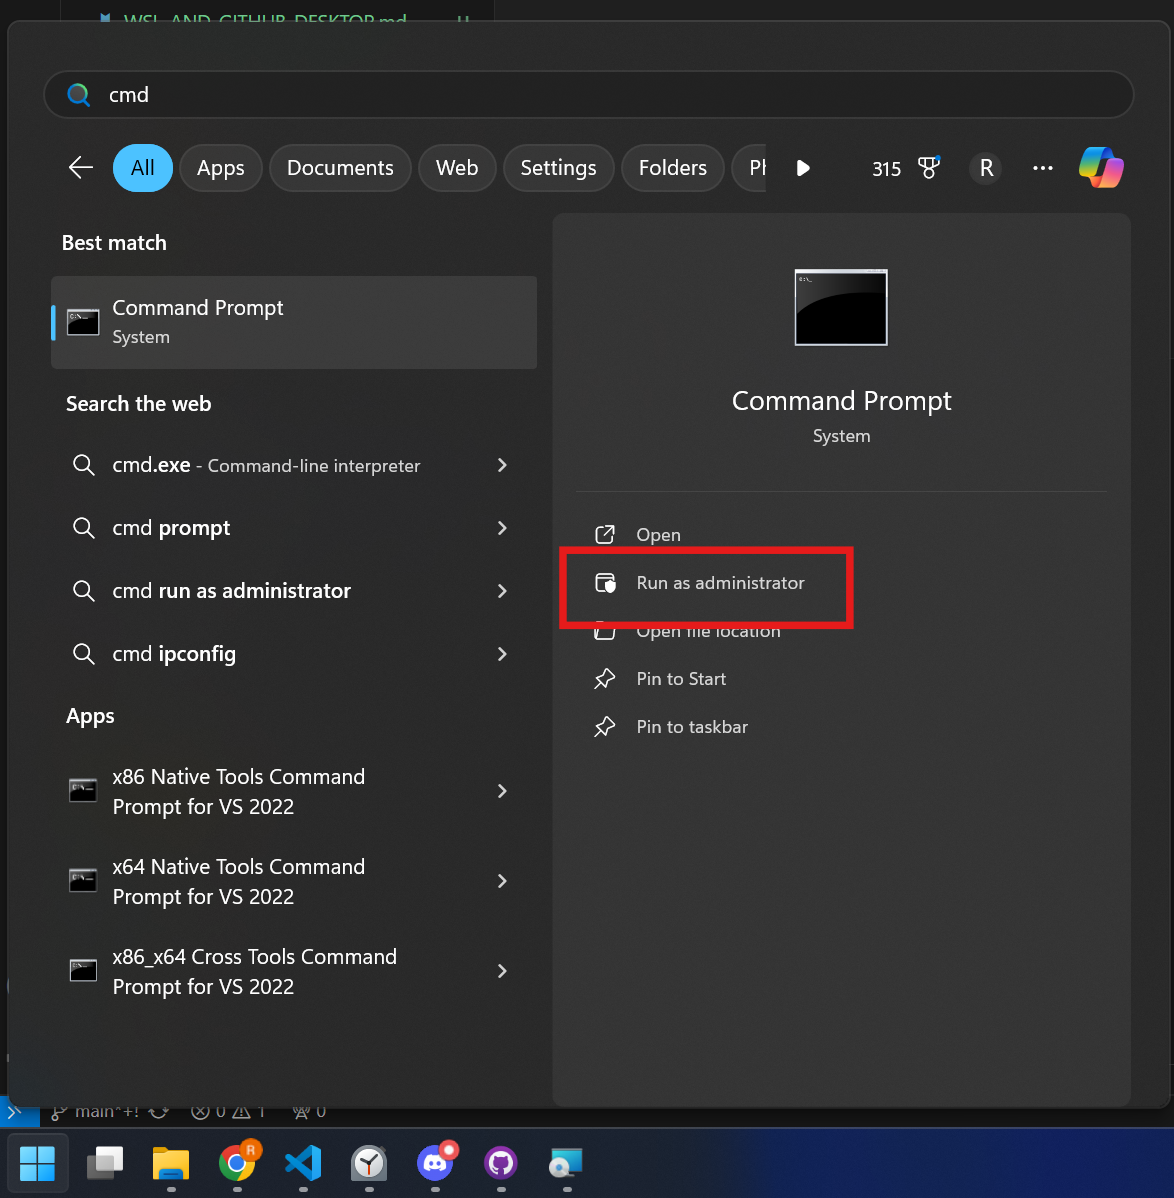 WSL_AND_GITHUB_DESKTOP.md U
cmd
All Apps Documents Web Settings Folders 315 R
Best match
Command Prompt
System
Search the web
cmd.exe - Command-line interpreter
cmd prompt
cmd run as administrator
cmd ipconfig
Apps
x86 Native Tools Command
Prompt for VS 2022
x64 Native Tools Command
Prompt for VS 2022
x86_x64 Cross Tools Command
Prompt for VS 2022
Command Prompt
System
Open
Run as administrator
Open file location
Pin to Start
Pin to taskbar
main*+! 0 1 0
R